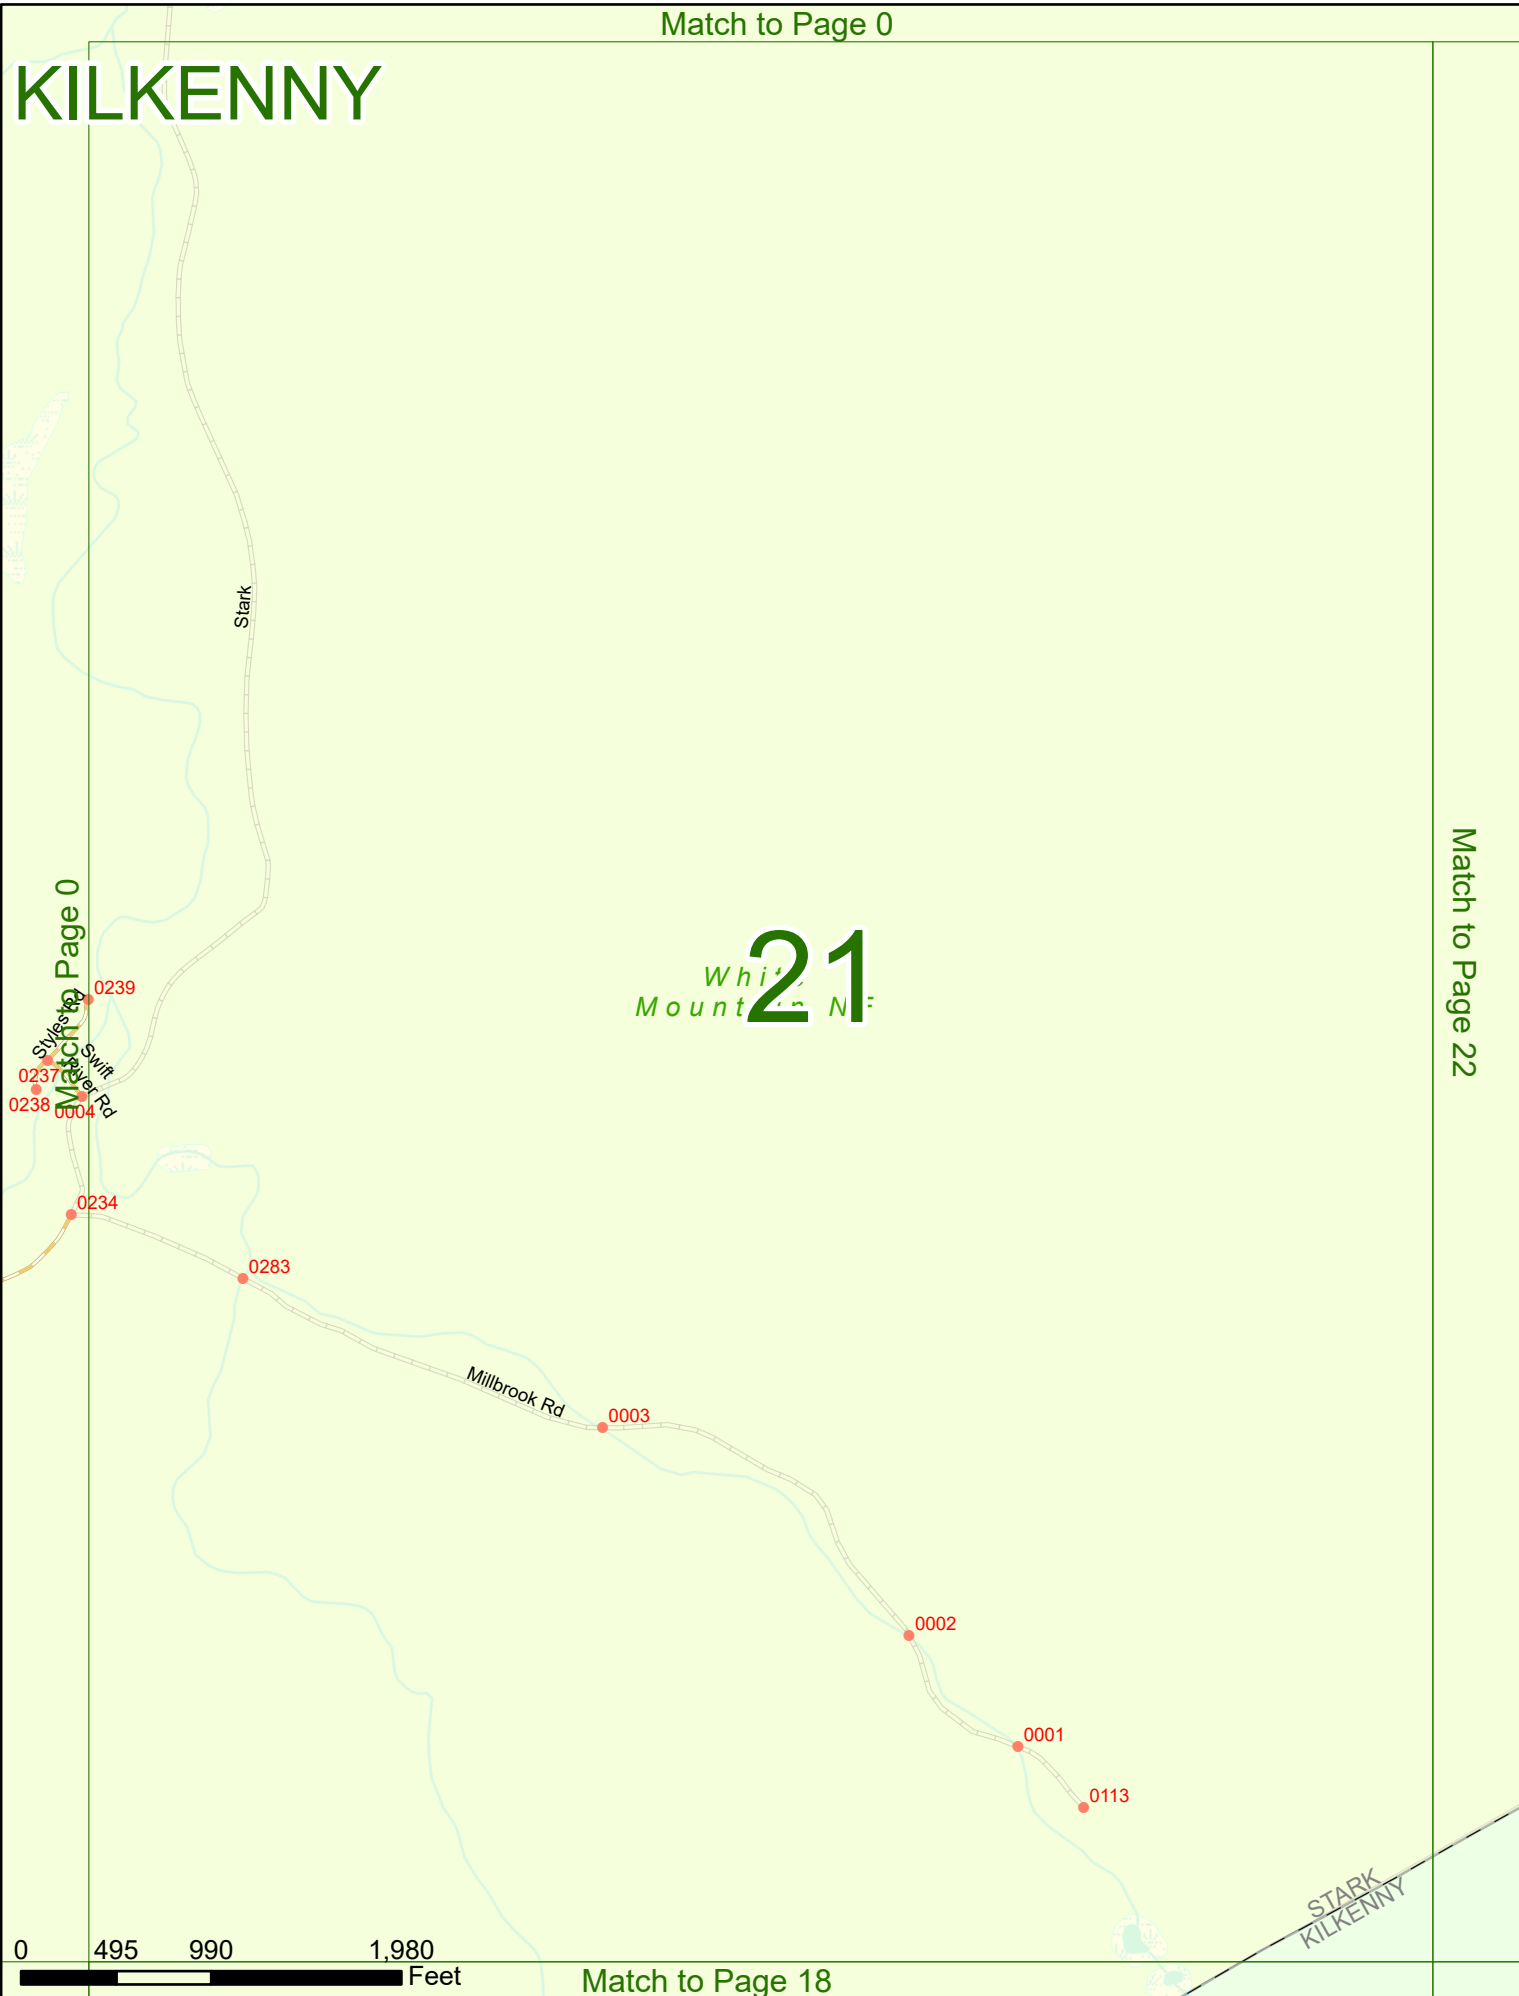 Match to Page 0
KILKENNY
Stark
Match to Page 0
Match to Page 22
21
Mount NF
0239
Styles Rd
Swift
River Rd
0237
0238
0004
0234
0283
Millbrook Rd
0003
0002
0001
0113
STARK
KILKENNY
0 495 990 1,980
Feet
Match to Page 18